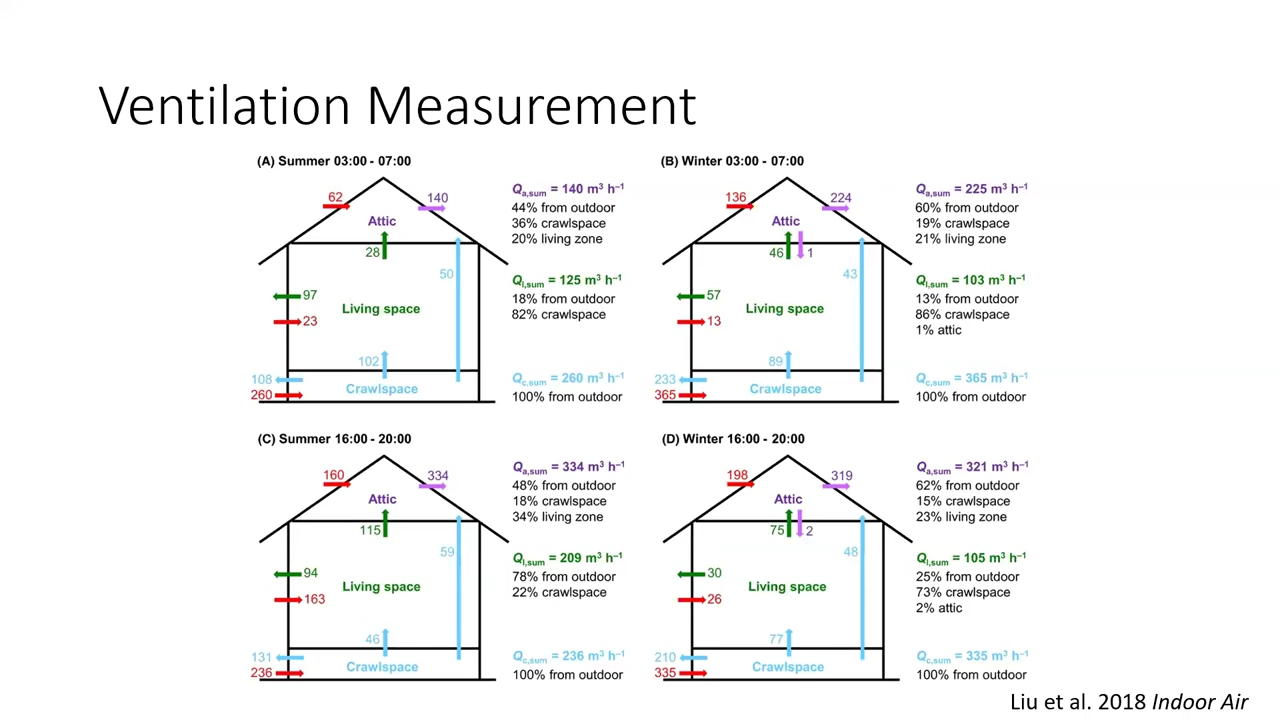 Ventilation Measurement
(A) Summer 03:00 - 07:00
62
140
Attic
28
50
97
Living space
23
102
108
Crawlspace
260
Qa,sum = 140 m³ h⁻¹
44% from outdoor
36% crawlspace
20% living zone
Ql,sum = 125 m³ h⁻¹
18% from outdoor
82% crawlspace
Qc,sum = 260 m³ h⁻¹
100% from outdoor
(B) Winter 03:00 - 07:00
136
224
Attic
46
1
43
57
Living space
13
89
233
Crawlspace
365
Qa,sum = 225 m³ h⁻¹
60% from outdoor
19% crawlspace
21% living zone
Ql,sum = 103 m³ h⁻¹
13% from outdoor
86% crawlspace
1% attic
Qc,sum = 365 m³ h⁻¹
100% from outdoor
(C) Summer 16:00 - 20:00
160
334
Attic
115
59
94
Living space
163
46
131
Crawlspace
236
Qa,sum = 334 m³ h⁻¹
48% from outdoor
18% crawlspace
34% living zone
Ql,sum = 209 m³ h⁻¹
78% from outdoor
22% crawlspace
Qc,sum = 236 m³ h⁻¹
100% from outdoor
(D) Winter 16:00 - 20:00
198
319
Attic
75
2
48
30
Living space
26
77
210
Crawlspace
335
Qa,sum = 321 m³ h⁻¹
62% from outdoor
15% crawlspace
23% living zone
Ql,sum = 105 m³ h⁻¹
25% from outdoor
73% crawlspace
2% attic
Qc,sum = 335 m³ h⁻¹
100% from outdoor
Liu et al. 2018 Indoor Air